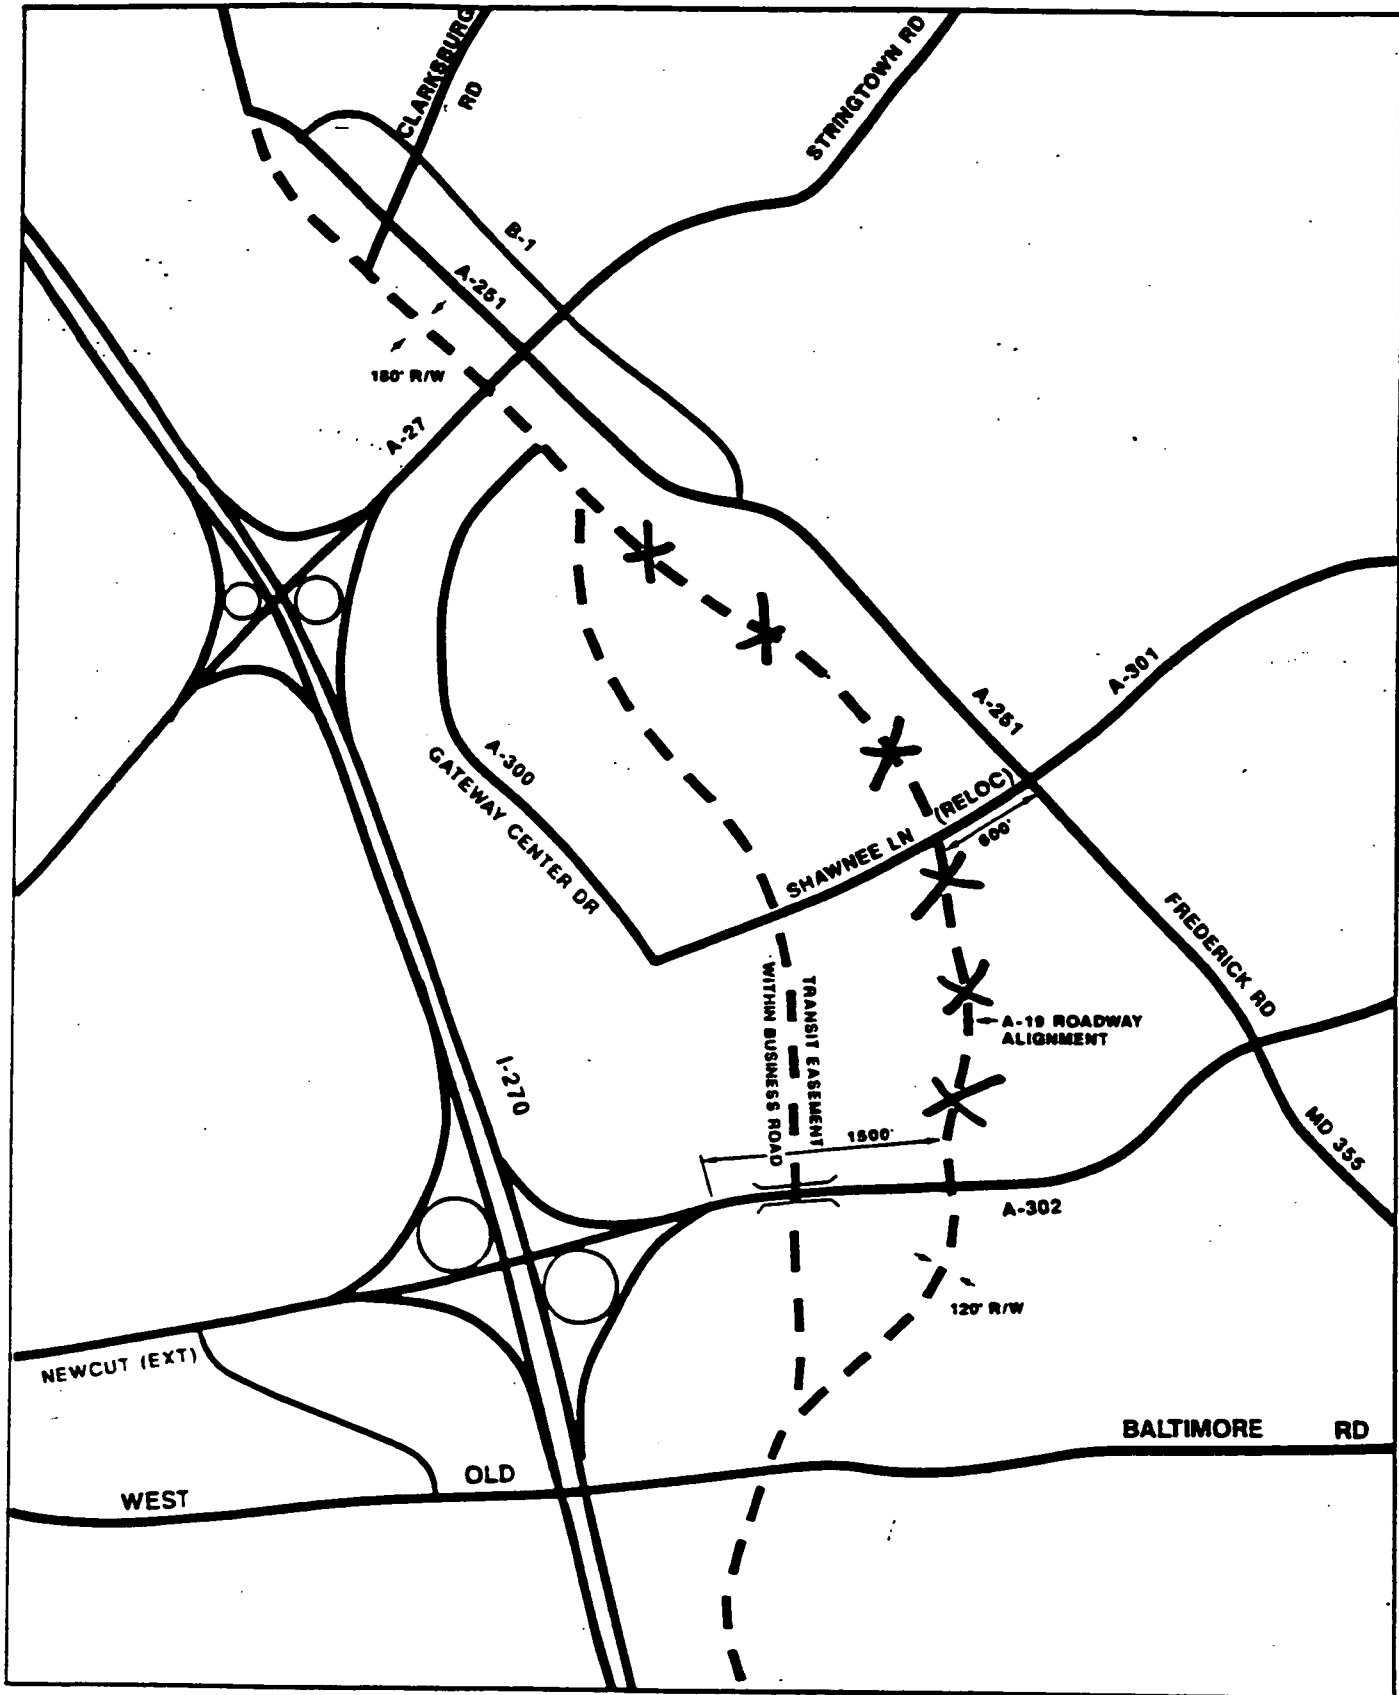 CLARKSBURG
RD
STRINGTOWN RD
B-1
A-251
180' R/W
A-27
A-301
A-251
A-300
GATEWAY CENTER DR
SHAWNEE LN (RELOC)
600'
FREDERICK RD
TRANSIT EASEMENT
WITHIN BUSINESS ROAD
A-19 ROADWAY
ALIGNMENT
I-270
1500'
MD 355
A-302
120' R/W
NEWCUT (EXT)
BALTIMORE RD
OLD
WEST